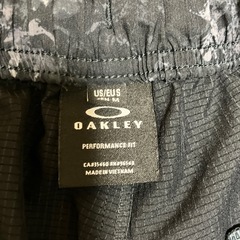 US/EU S
OAKLEY
PERFORMANCE FIT
MADE IN VIETNAM